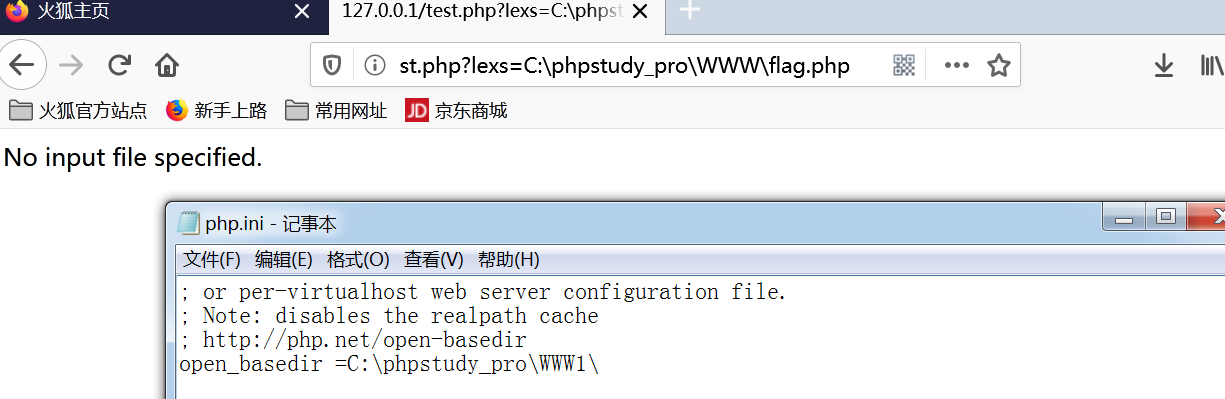 火狐主页
127.0.0.1/test.php?lexs=C:\phpst
st.php?lexs=C:\phpstudy_pro\WWW\flag.php
火狐官方站点 新手上路 常用网址 JD 京东商城
No input file specified.
php.ini - 记事本
文件(F) 编辑(E) 格式(O) 查看(V) 帮助(H)
; or per-virtualhost web server configuration file.
; Note: disables the realpath cache
; http://php.net/open-basedir
open_basedir =C:\phpstudy_pro\WWW1\